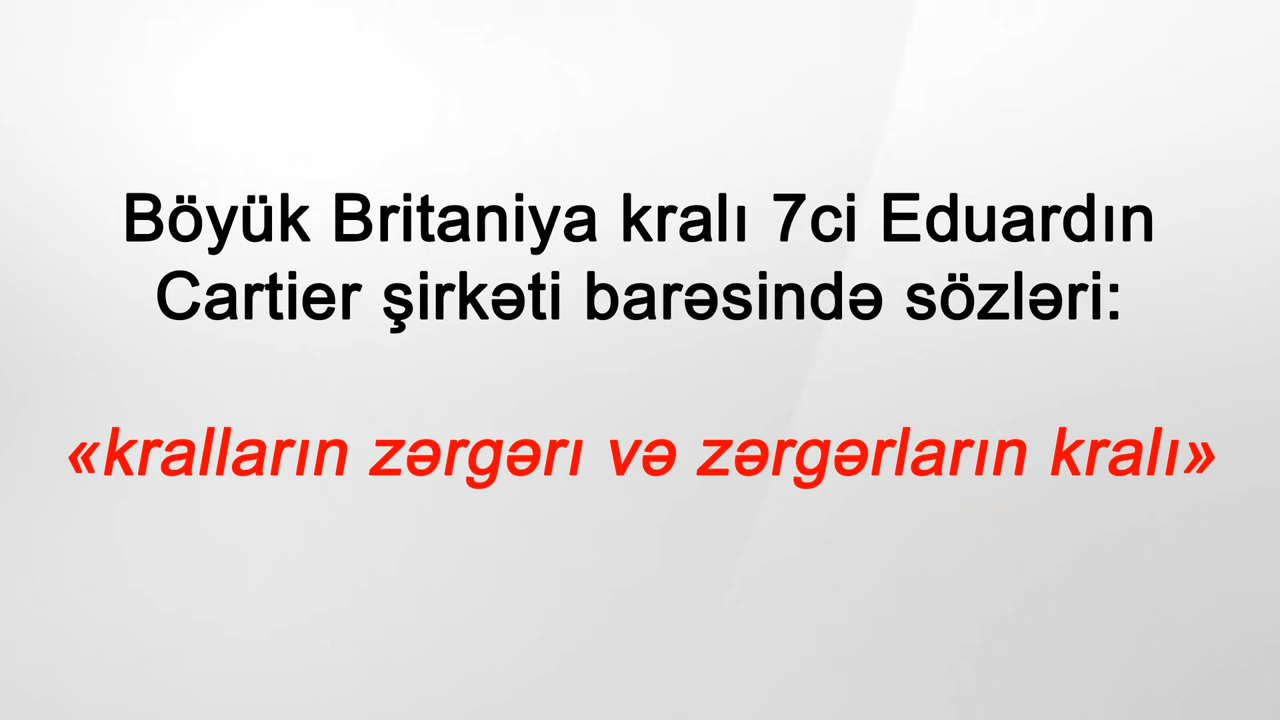 Böyük Britaniya kralı 7ci Eduardın
Cartier şirkəti barəsində sözləri:
«kralların zərgərı və zərgərların kralı»